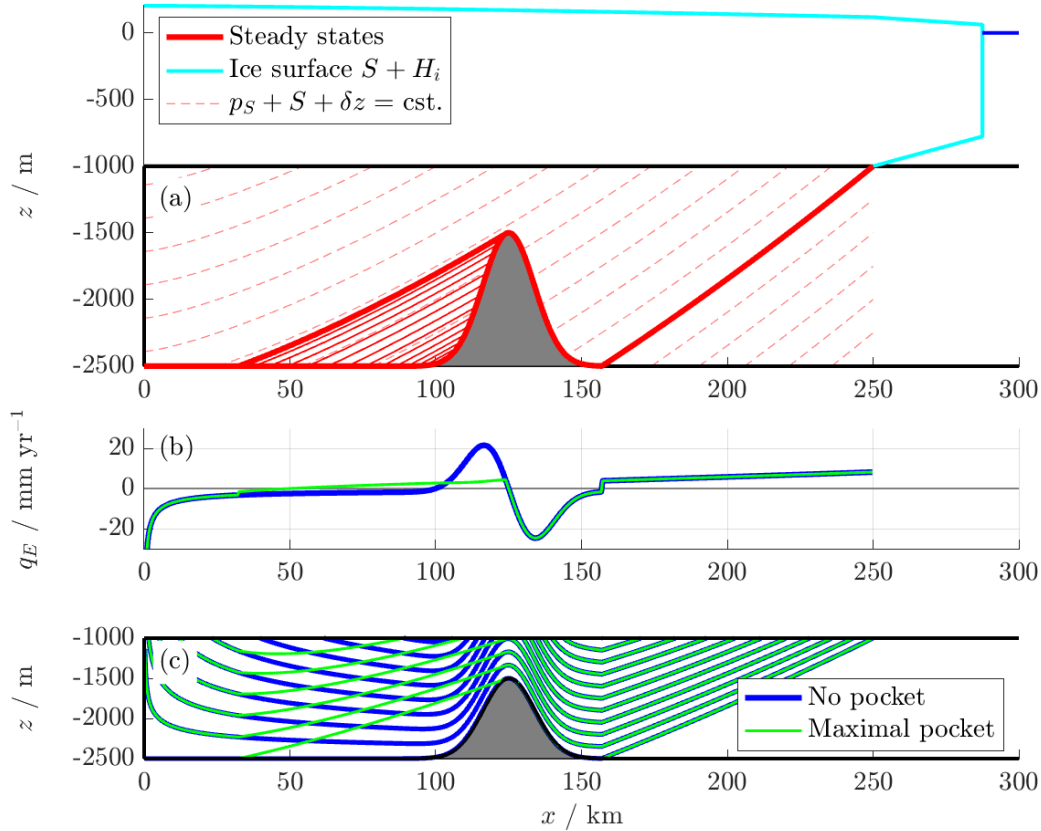 0
-500
-1000
-1500
-2000
-2500
z / m
Steady states
Ice surface S + H_i
p_S + S + δz = cst.
(a)
0 50 100 150 200 250 300
20
0
-20
q_E / mm yr⁻¹
(b)
0 50 100 150 200 250 300
-1000
-1500
-2000
-2500
z / m
(c)
No pocket
Maximal pocket
0 50 100 150 200 250 300
x / km